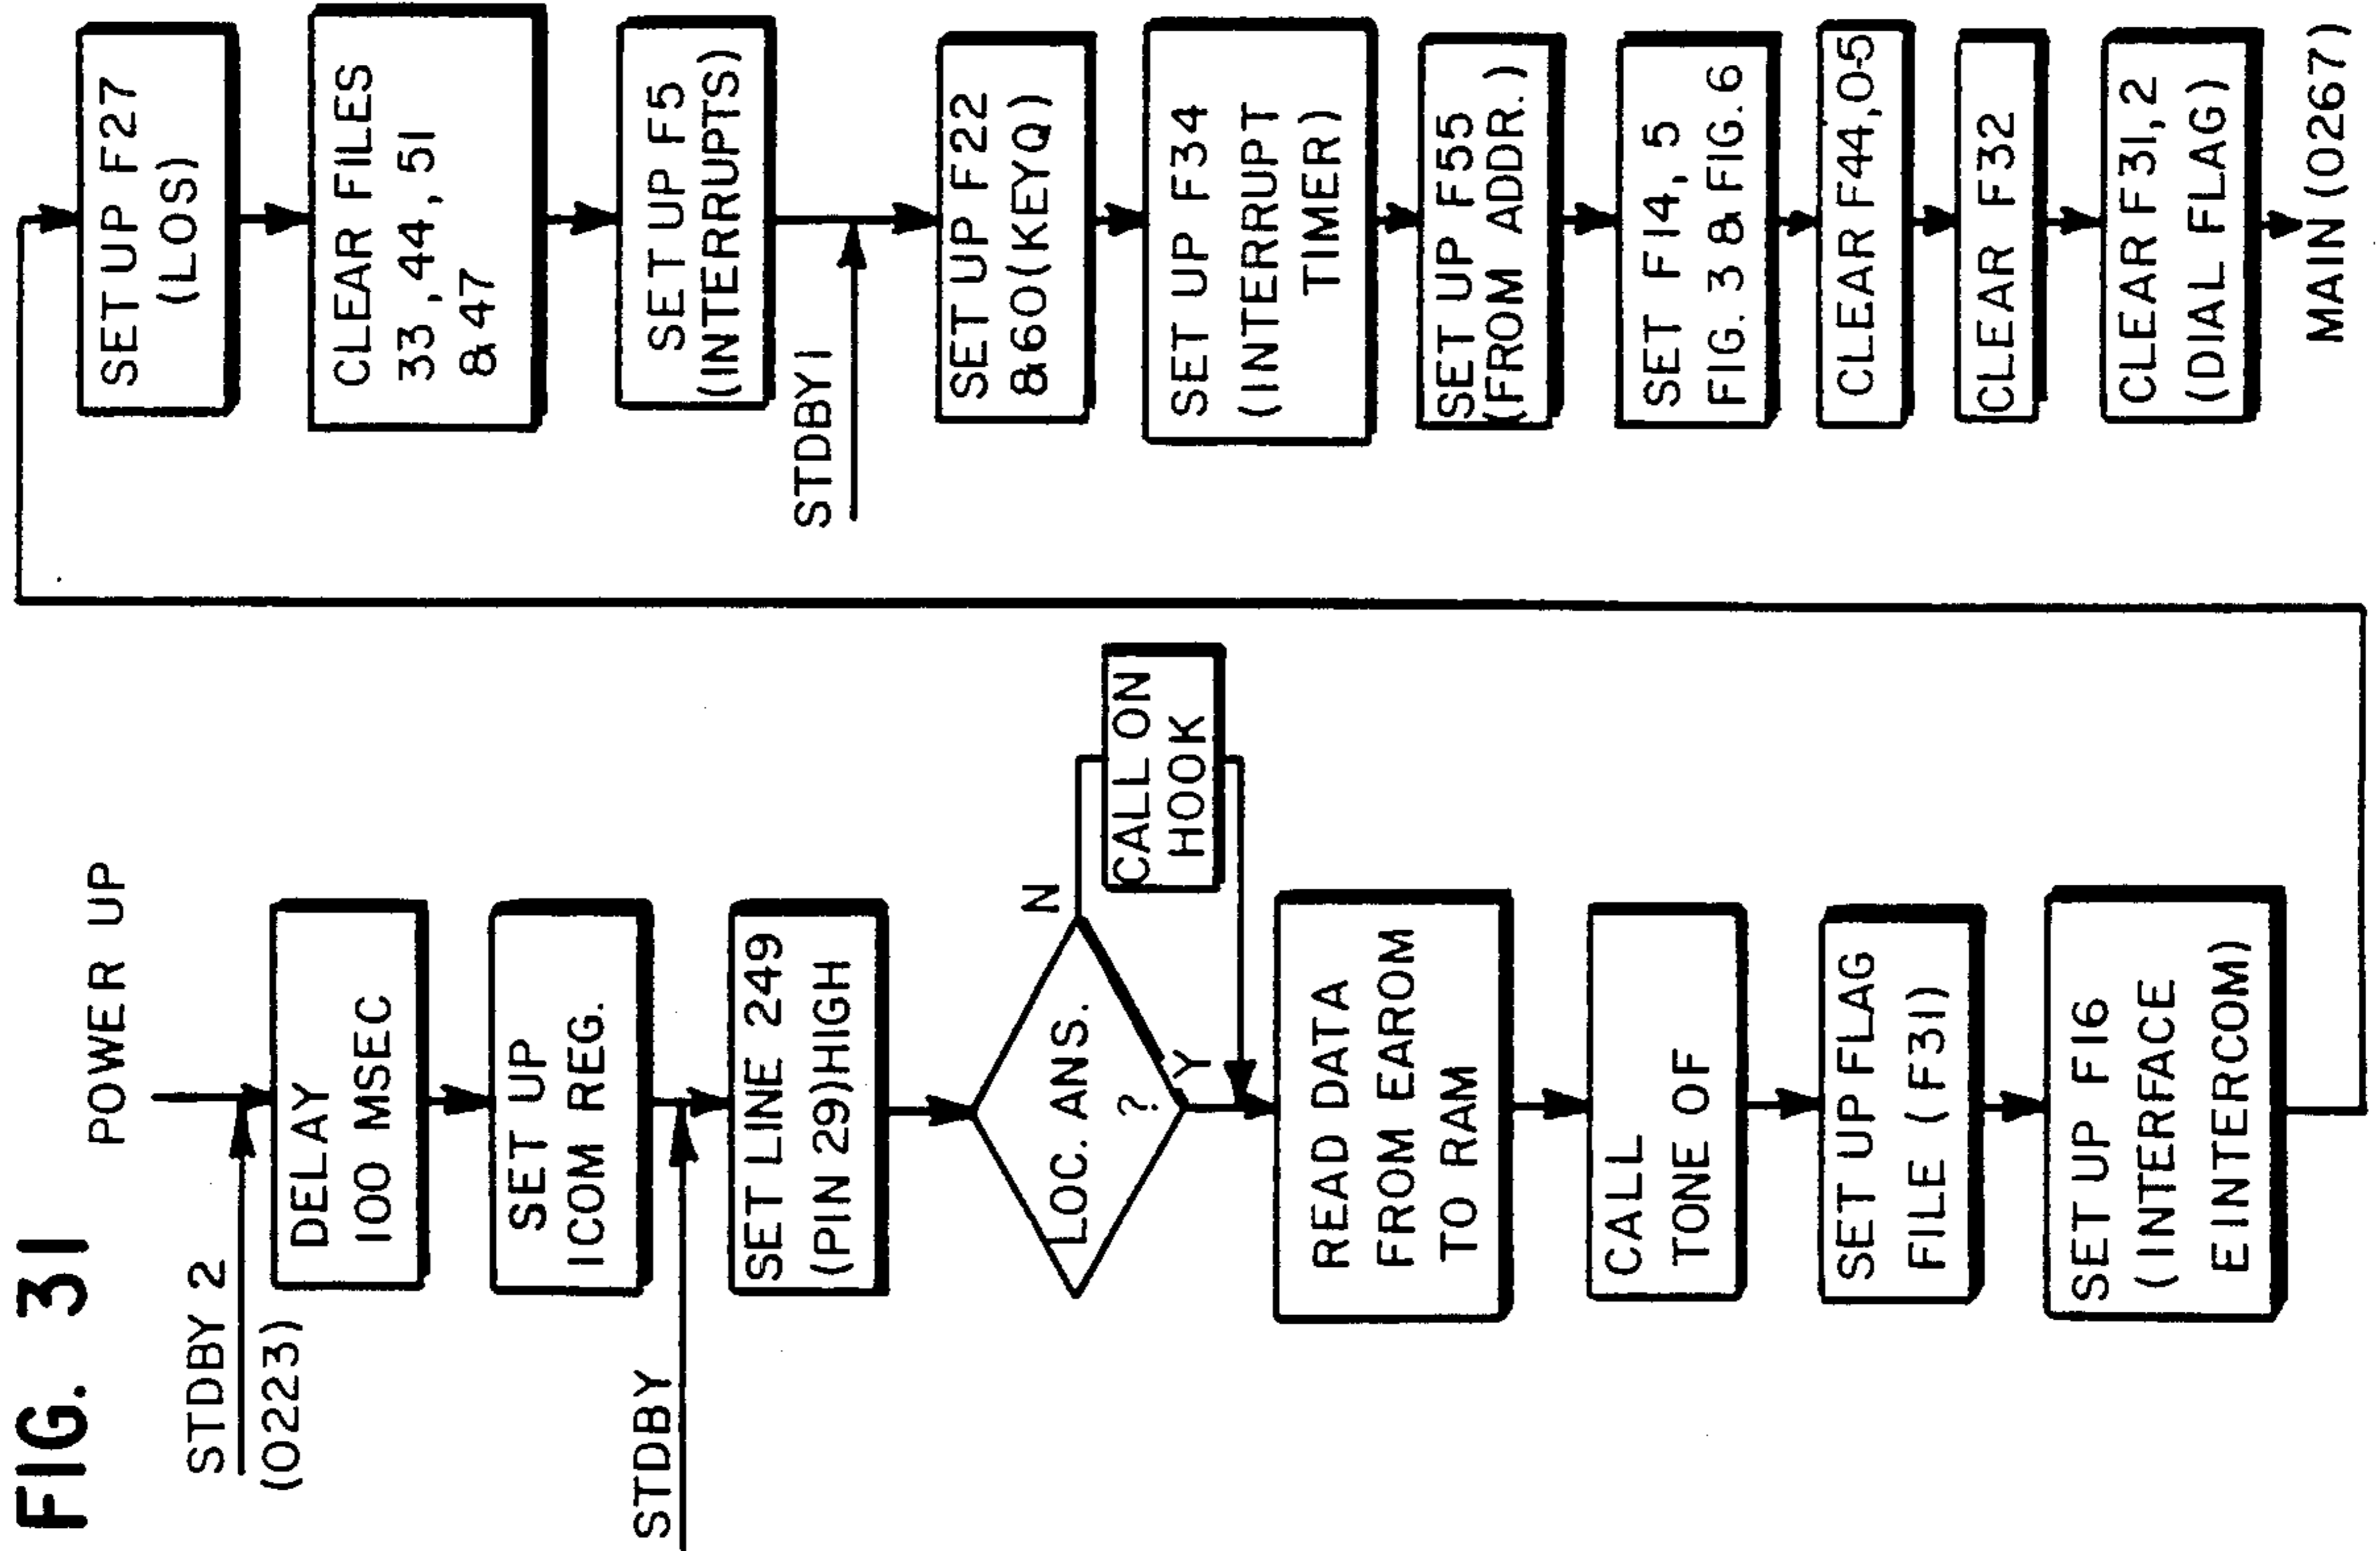 FIG. 31
POWER UP
STDBY 2
(0223)
DELAY
100 MSEC
SET UP
ICOM REG.
STDBY
SET LINE 249
(PIN 29)HIGH
LOC. ANS.
?
N
Y
CALL ON
HOOK
READ DATA
FROM EAROM
TO RAM
CALL
TONE OF
SET UP FLAG
FILE (F31)
SET UP F16
(INTERFACE
E INTERCOM)
SET UP F27
(LOS)
CLEAR FILES
33, 44, 51
& 47
SET UP F5
(INTERRUPTS)
STDBY1
SET UP F22
&60(KEYQ)
SET UP F34
(INTERRUPT
TIMER)
SET UP F55
(FROM ADDR.)
SET F14, 5
FIG. 3 & FIG. 6
CLEAR F44,0-5
CLEAR F32
CLEAR F31,2
(DIAL FLAG)
MAIN (0267)